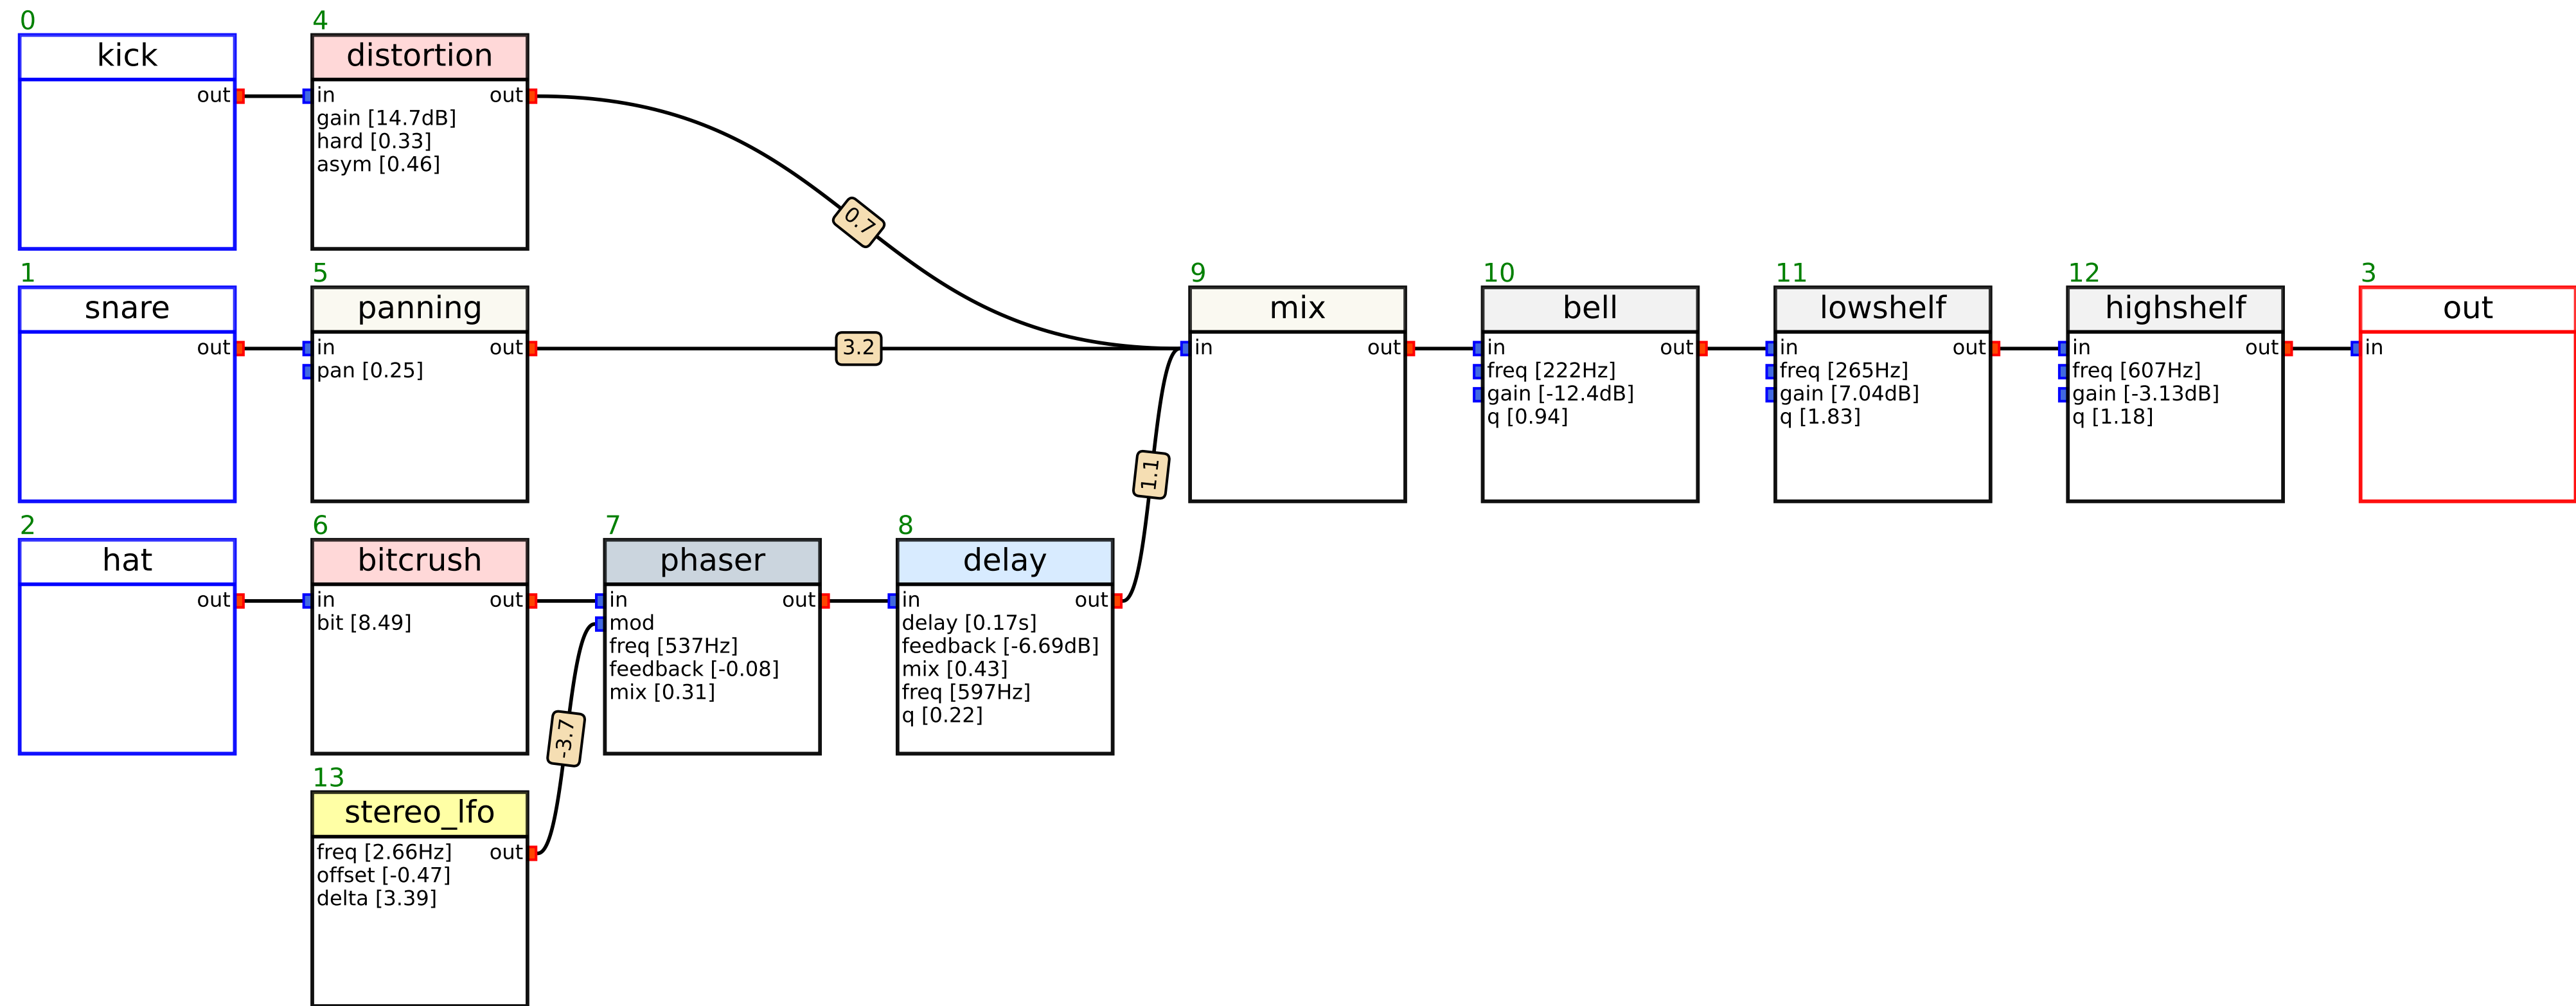 0
kick
out
4
distortion
in out
gain [14.7dB]
hard [0.33]
asym [0.46]
0.7
1
snare
out
5
panning
in out
pan [0.25]
3.2
9
mix
in out
10
bell
in out
freq [222Hz]
gain [-12.4dB]
q [0.94]
11
lowshelf
in out
freq [265Hz]
gain [7.04dB]
q [1.83]
12
highshelf
in out
freq [607Hz]
gain [-3.13dB]
q [1.18]
3
out
in
2
hat
out
6
bitcrush
in out
bit [8.49]
7
phaser
in out
mod
freq [537Hz]
feedback [-0.08]
mix [0.31]
8
delay
in out
delay [0.17s]
feedback [-6.69dB]
mix [0.43]
freq [597Hz]
q [0.22]
1.1
-3.7
13
stereo_lfo
freq [2.66Hz] out
offset [-0.47]
delta [3.39]